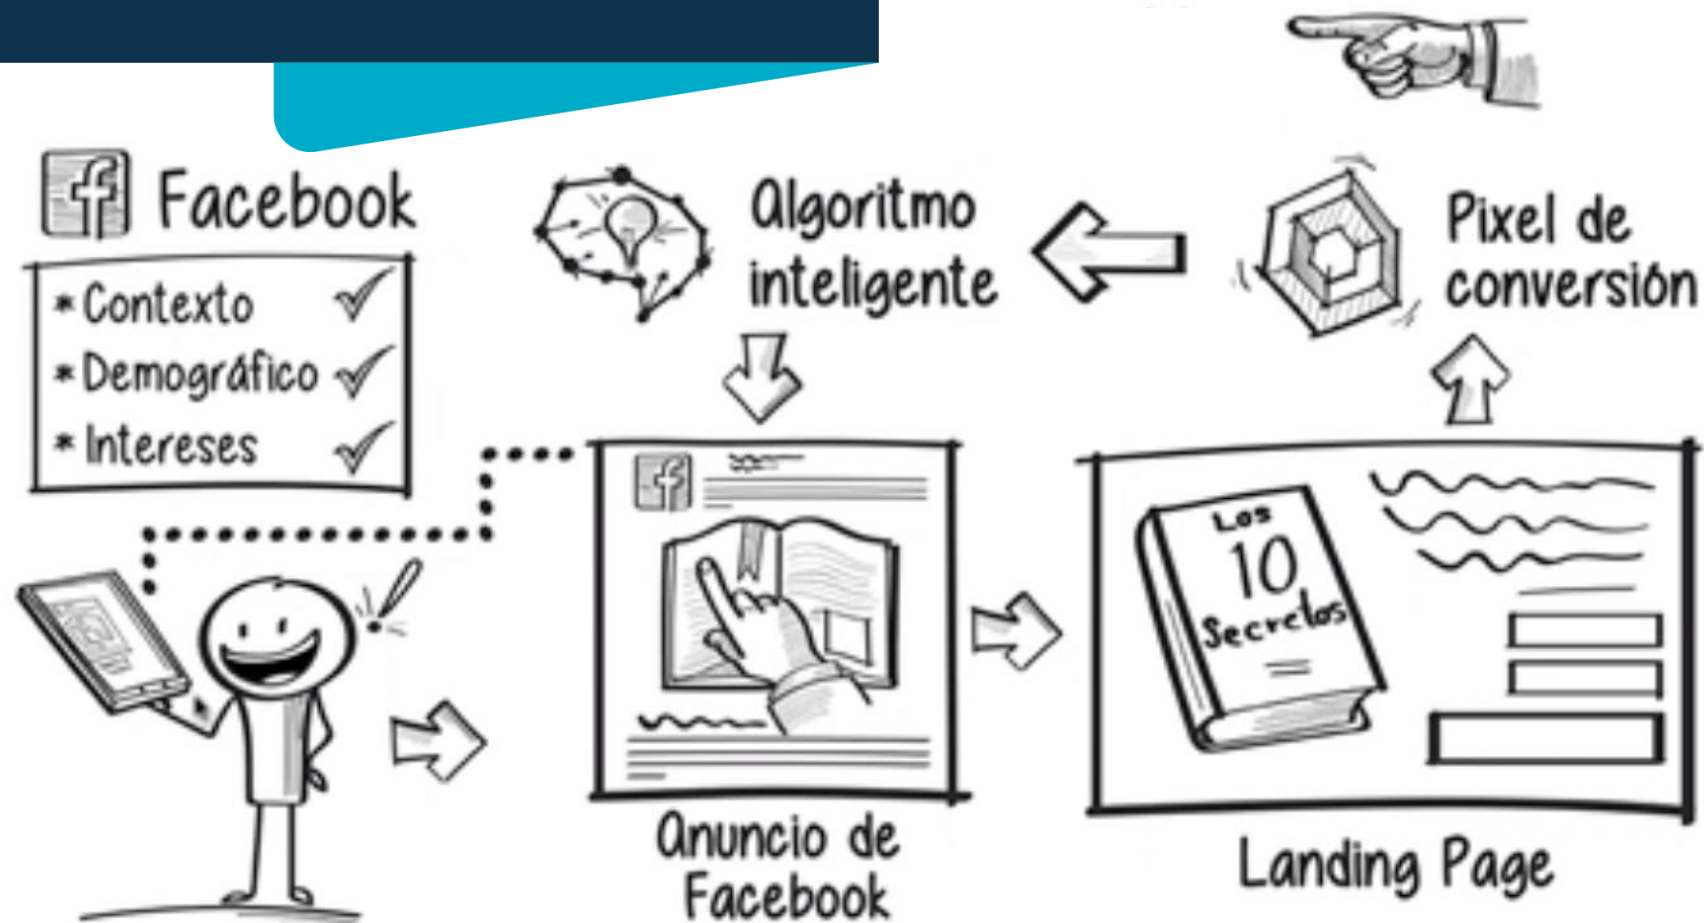 Facebook
* Contexto
* Demográfico
* Intereses
Algoritmo
inteligente
Pixel de
conversión
Los
10
Secretos
Anuncio de
Facebook
Landing Page